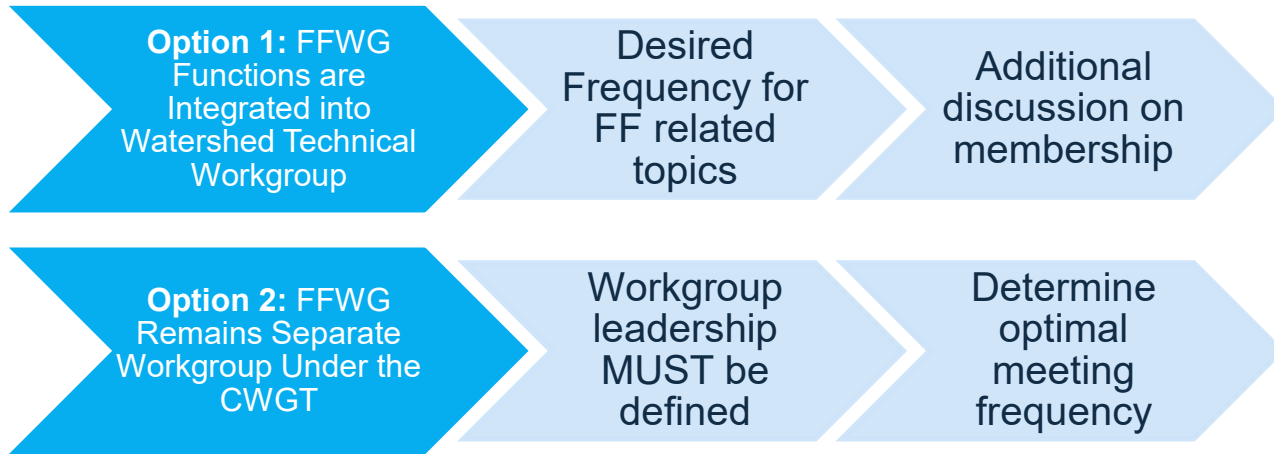 Option 1: FFWG
Functions are
Integrated into
Watershed Technical
Workgroup
Desired
Frequency for
FF related
topics
Additional
discussion on
membership
Option 2: FFWG
Remains Separate
Workgroup Under the
CWGT
Workgroup
leadership
MUST be
defined
Determine
optimal
meeting
frequency